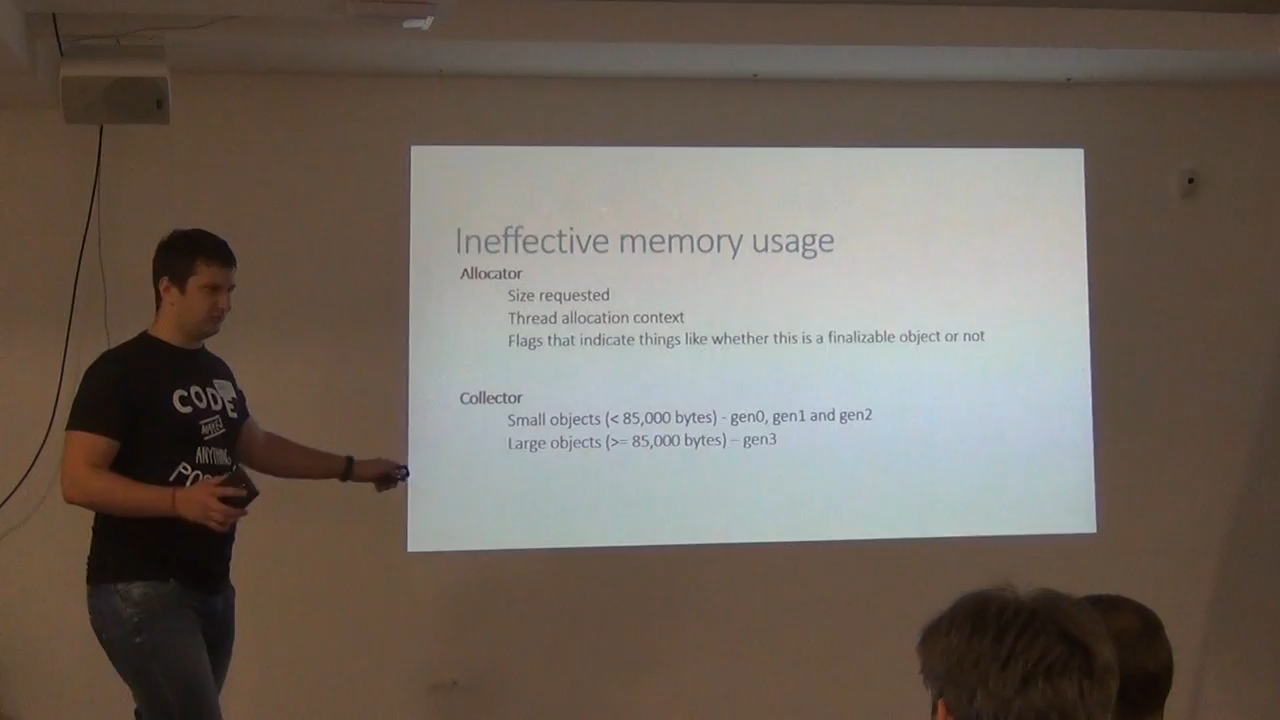 Ineffective memory usage
Allocator
Size requested
Thread allocation context
Flags that indicate things like whether this is a finalizable object or not
Collector
Small objects (< 85,000 bytes) - gen0, gen1 and gen2
Large objects (>= 85,000 bytes) – gen3
CODE
MAKES
ANYTHING